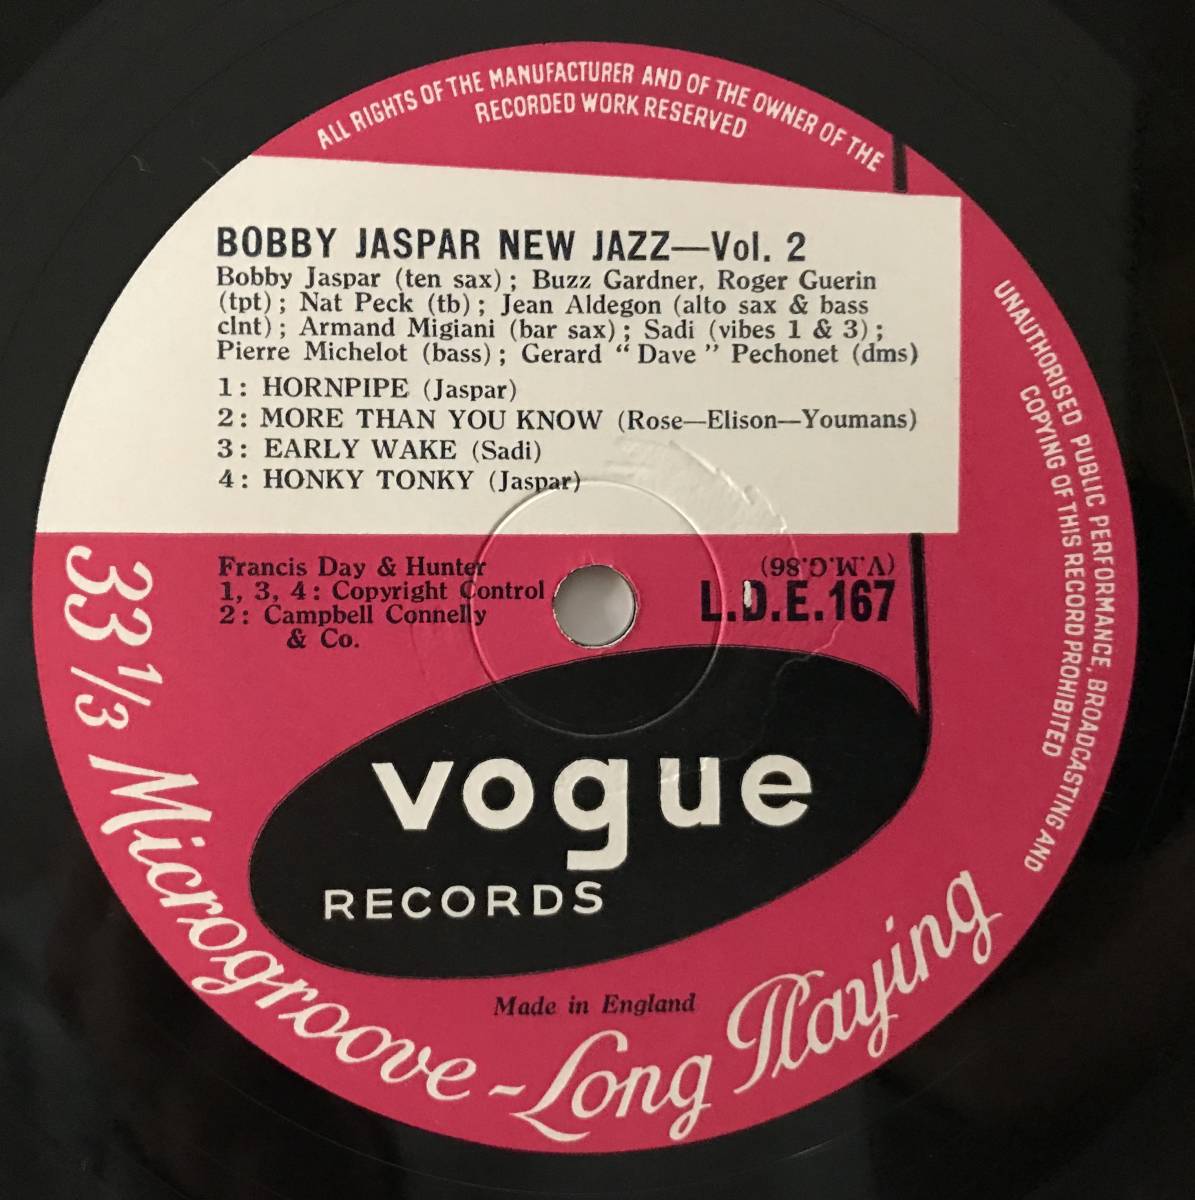 ALL RIGHTS OF THE MANUFACTURER AND OF THE OWNER OF THE
RECORDED WORK RESERVED
BOBBY JASPAR NEW JAZZ—Vol. 2
Bobby Jaspar (ten sax); Buzz Gardner, Roger Guerin
(tpt); Nat Peck (tb); Jean Aldegon (alto sax & bass
clnt); Armand Migiani (bar sax); Sadi (vibes 1 & 3);
Pierre Michelot (bass); Gerard "Dave" Pechonet (dms)
1: HORNPIPE (Jaspar)
2: MORE THAN YOU KNOW (Rose—Elison—Youmans)
3: EARLY WAKE (Sadi)
4: HONKY TONKY (Jaspar)
Francis Day & Hunter
1, 3, 4: Copyright Control
2: Campbell Connelly
& Co.
(V.M.G.86)
L.D.E.167
UNAUTHORISED PUBLIC PERFORMANCE, BROADCASTING AND
COPYING OF THIS RECORD PROHIBITED
vogue
RECORDS
Made in England
33 1/3 Microgroove - Long Playing